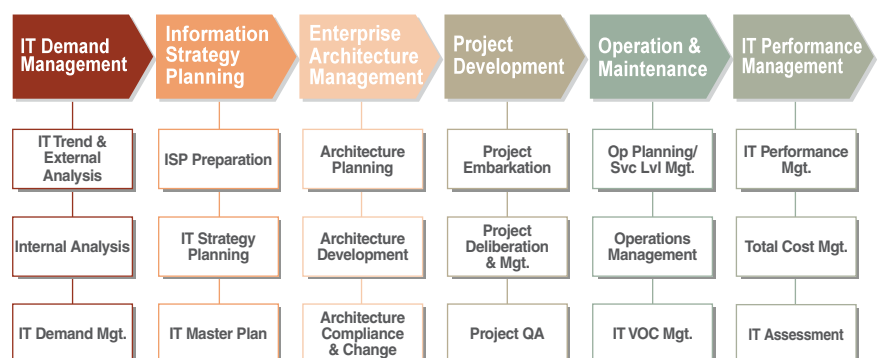 IT Demand
Management
Information
Strategy
Planning
Enterprise
Architecture
Management
Project
Development
Operation &
Maintenance
IT Performance
Management
IT Trend &
External
Analysis
ISP Preparation
Architecture
Planning
Project
Embarkation
Op Planning/
Svc Lvl Mgt.
IT Performance
Mgt.
Internal Analysis
IT Strategy
Planning
Architecture
Development
Project
Deliberation
& Mgt.
Operations
Management
Total Cost Mgt.
IT Demand Mgt.
IT Master Plan
Architecture
Compliance
& Change
Project QA
IT VOC Mgt.
IT Assessment